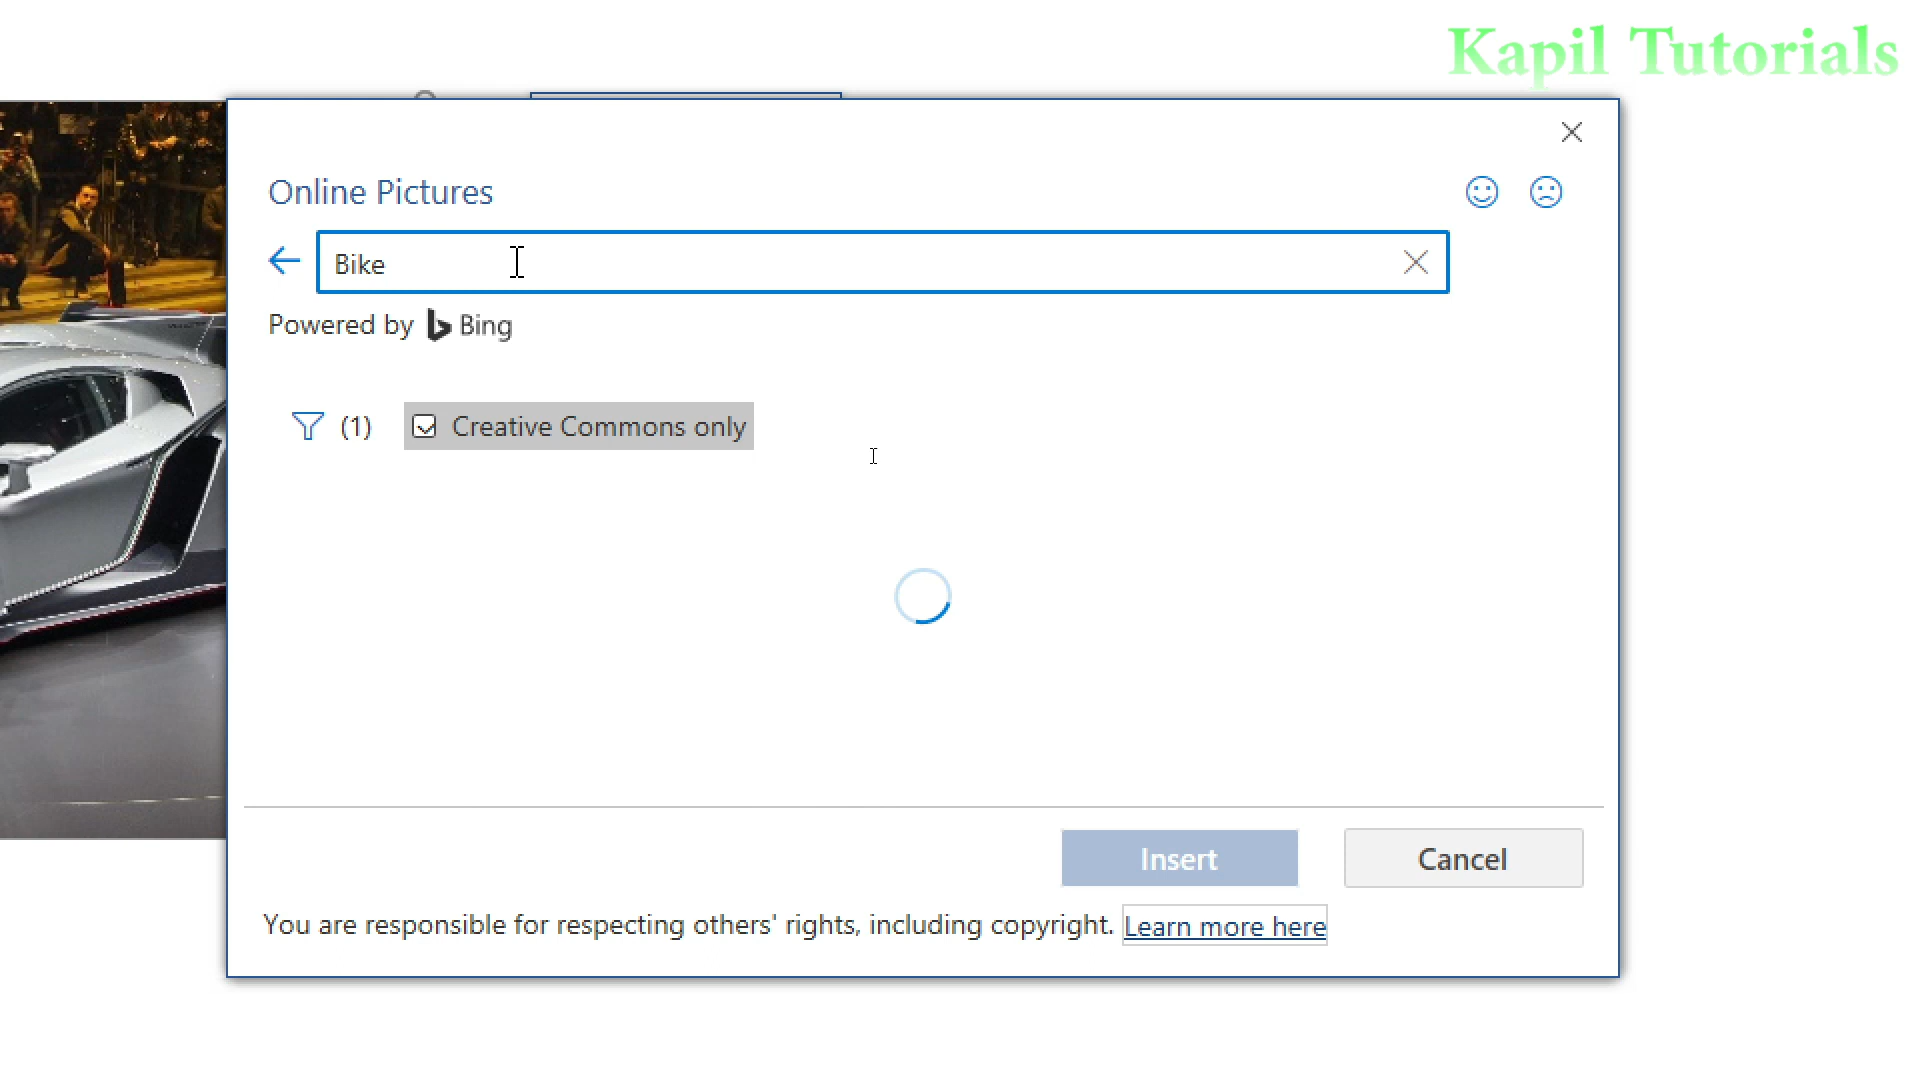 Kapil Tutorials
Online Pictures
Bike
Powered by Bing
(1) Creative Commons only
Insert Cancel
You are responsible for respecting others' rights, including copyright. Learn more here